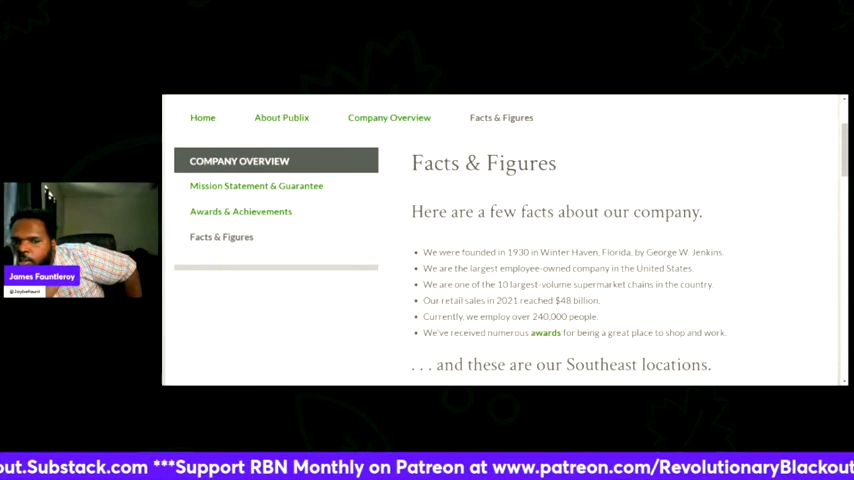 Home About Publix Company Overview Facts & Figures
COMPANY OVERVIEW
Mission Statement & Guarantee
Awards & Achievements
Facts & Figures
Facts & Figures
Here are a few facts about our company.
We were founded in 1930 in Winter Haven, Florida, by George W. Jenkins.
We are the largest employee-owned company in the United States.
We are one of the 10 largest-volume supermarket chains in the country.
Our retail sales in 2021 reached $48 billion.
Currently, we employ over 240,000 people.
We've received numerous awards for being a great place to shop and work.
. . . and these are our Southeast locations.
James Fauntleroy
out.Substack.com ***Support RBN Monthly on Patreon at www.patreon.com/RevolutionaryBlackout